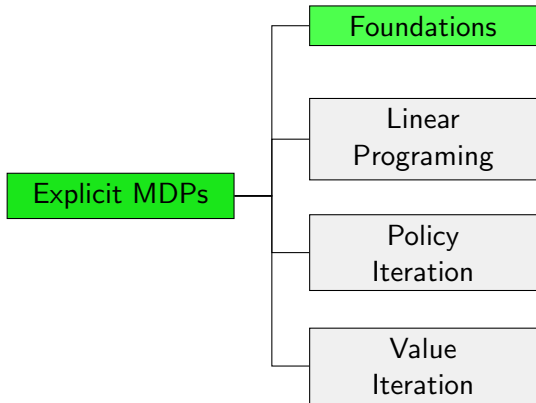 Foundations
Linear
Programing
Explicit MDPs
Policy
Iteration
Value
Iteration